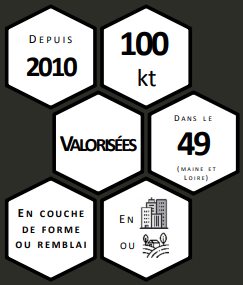 DEPUIS
2010
100
kt
VALORISÉES
DANS LE
49
(MAINE ET
LOIRE)
EN COUCHE
DE FORME
OU REMBLAI
EN
OU